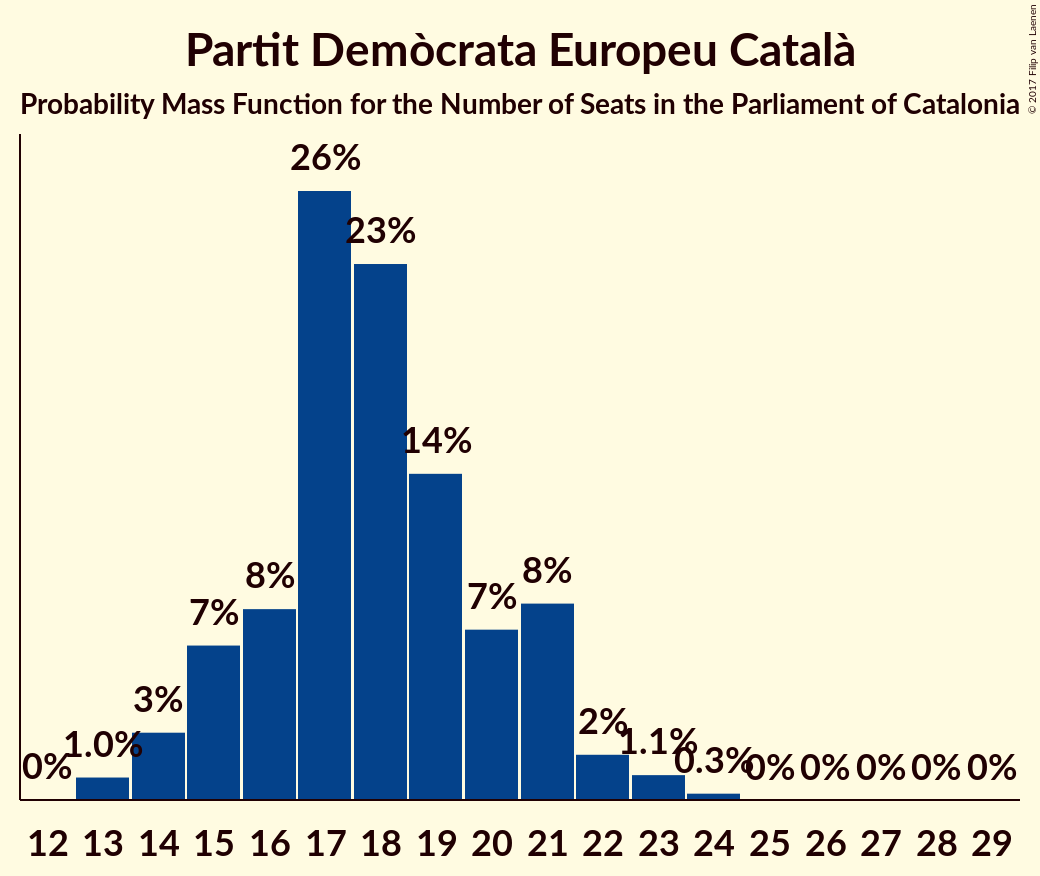 Partit Demòcrata Europeu Català
Probability Mass Function for the Number of Seats in the Parliament of Catalonia
© 2017 Filip van Laenen
26%
23%
14%
8%
8%
7%
7%
3%
2%
1.0%
1.1%
0.3%
0%
0% 0% 0% 0% 0%
12 13 14 15 16 17 18 19 20 21 22 23 24 25 26 27 28 29